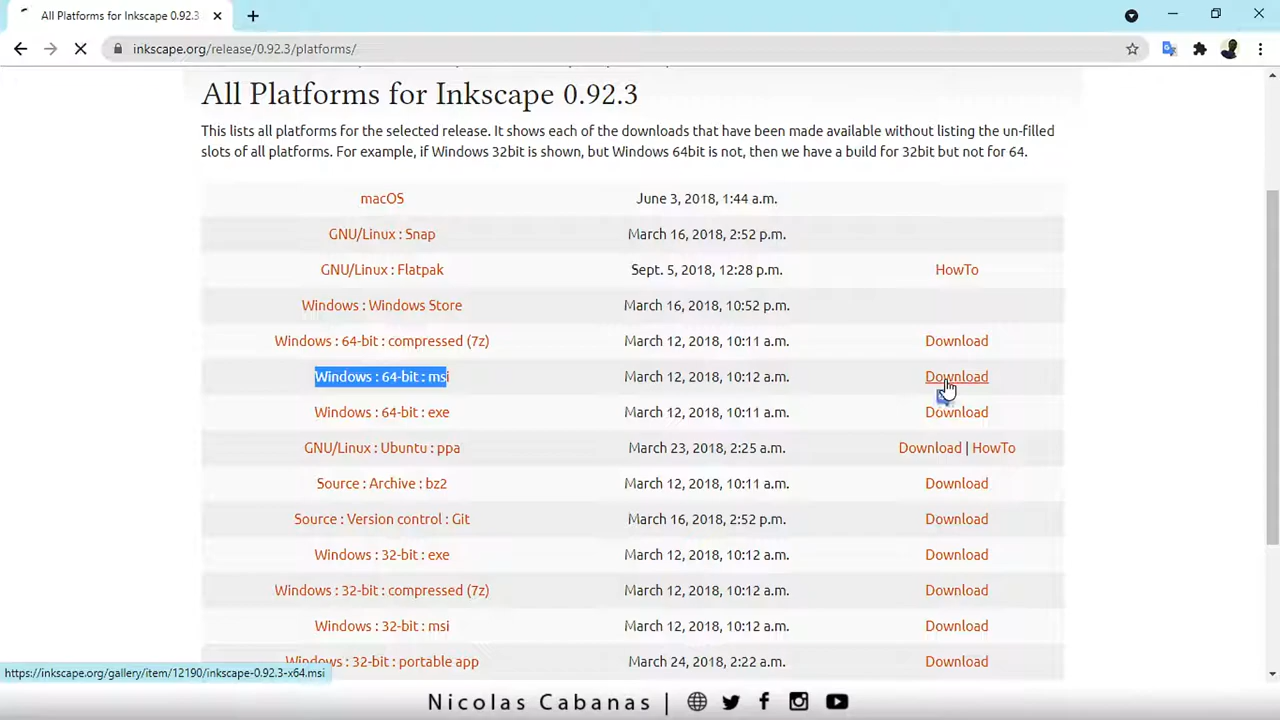 All Platforms for Inkscape 0.92.3
inkscape.org/release/0.92.3/platforms/
All Platforms for Inkscape 0.92.3
This lists all platforms for the selected release. It shows each of the downloads that have been made available without listing the un-filled
slots of all platforms. For example, if Windows 32bit is shown, but Windows 64bit is not, then we have a build for 32bit but not for 64.
macOS June 3, 2018, 1:44 a.m.
GNU/Linux : Snap March 16, 2018, 2:52 p.m.
GNU/Linux : Flatpak Sept. 5, 2018, 12:28 p.m. HowTo
Windows : Windows Store March 16, 2018, 10:52 p.m.
Windows : 64-bit : compressed (7z) March 12, 2018, 10:11 a.m. Download
Windows : 64-bit : msi March 12, 2018, 10:12 a.m. Download
Windows : 64-bit : exe March 12, 2018, 10:11 a.m. Download
GNU/Linux : Ubuntu : ppa March 23, 2018, 2:25 a.m. Download | HowTo
Source : Archive : bz2 March 12, 2018, 10:11 a.m. Download
Source : Version control : Git March 16, 2018, 2:52 p.m. Download
Windows : 32-bit : exe March 12, 2018, 10:12 a.m. Download
Windows : 32-bit : compressed (7z) March 12, 2018, 10:12 a.m. Download
Windows : 32-bit : msi March 12, 2018, 10:12 a.m. Download
Windows : 32-bit : portable app March 24, 2018, 2:22 a.m. Download
https://inkscape.org/gallery/item/12190/inkscape-0.92.3-x64.msi
Nicolas Cabanas |